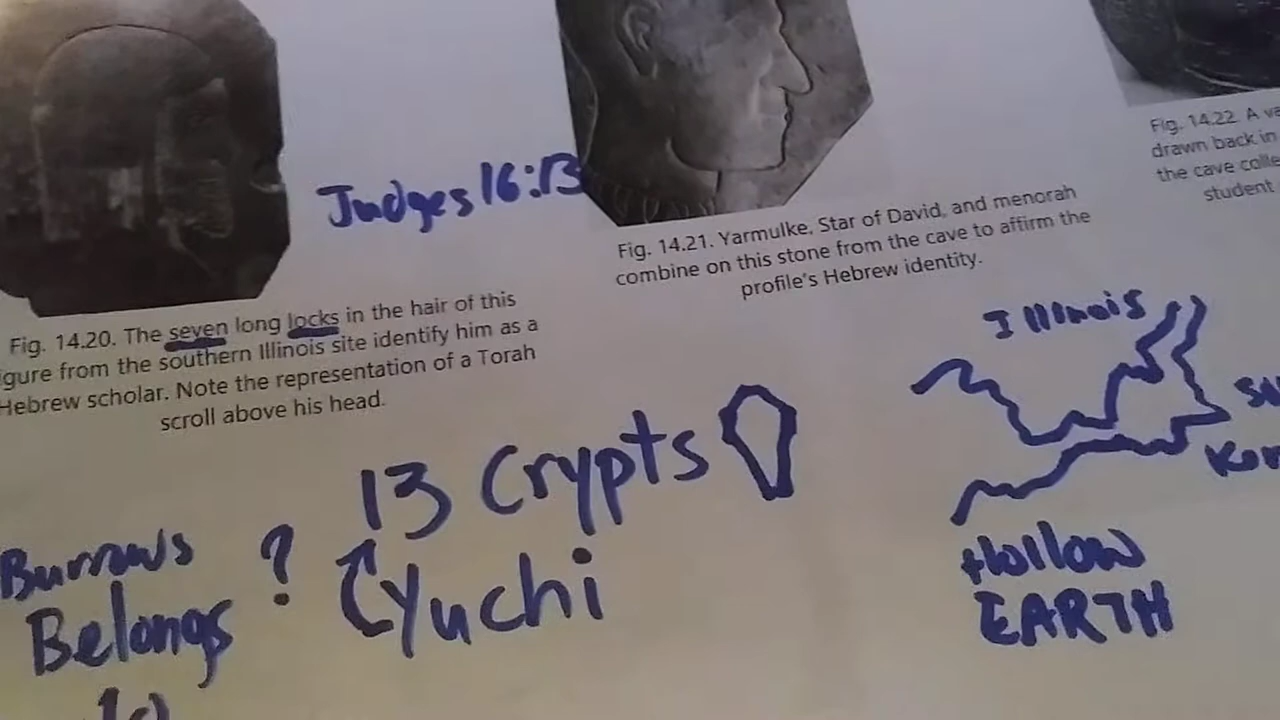 Judges 16:13
Fig. 14.20. The seven long locks in the hair of this
igure from the southern Illinois site identify him as a
Hebrew scholar. Note the representation of a Torah
scroll above his head.
Fig. 14.21. Yarmulke, Star of David, and menorah
combine on this stone from the cave to affirm the
profile's Hebrew identity.
Fig. 14.22. A
drawn back in
the cave
student
Illinois
13 Crypts
Burrows ?
Belongs
Yuchi
Hollow
EARTH